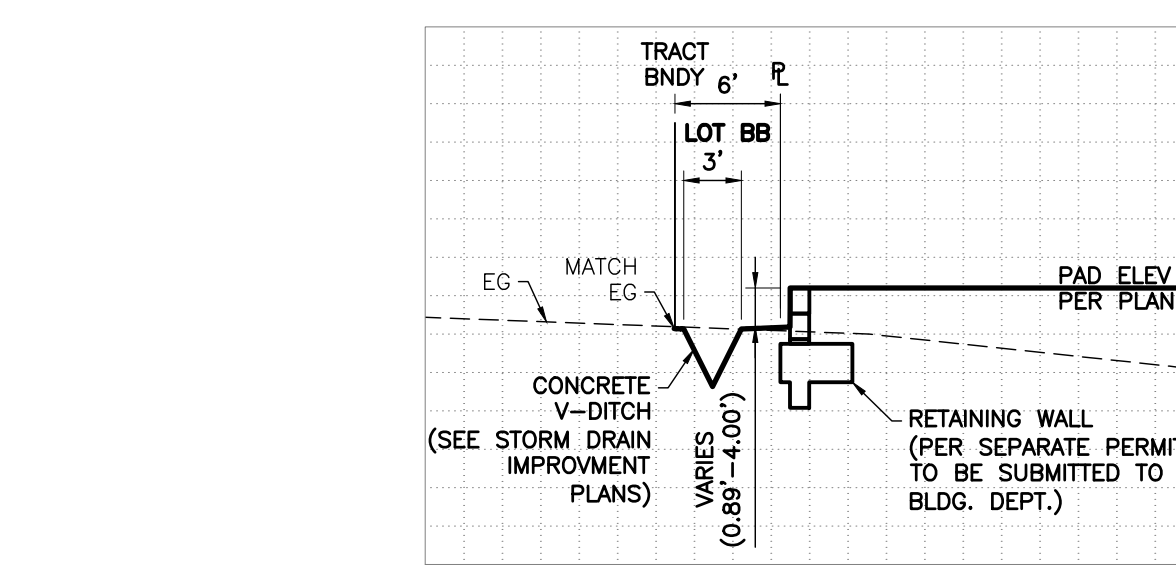 TRACT
BNDY
6'
PL
LOT BB
3'
MATCH
EG
EG
PAD ELEV
PER PLAN
CONCRETE
V-DITCH
(SEE STORM DRAIN
IMPROVMENT
PLANS)
VARIES
(0.89'-4.00')
RETAINING WALL
(PER SEPARATE PERMIT
TO BE SUBMITTED TO
BLDG. DEPT.)